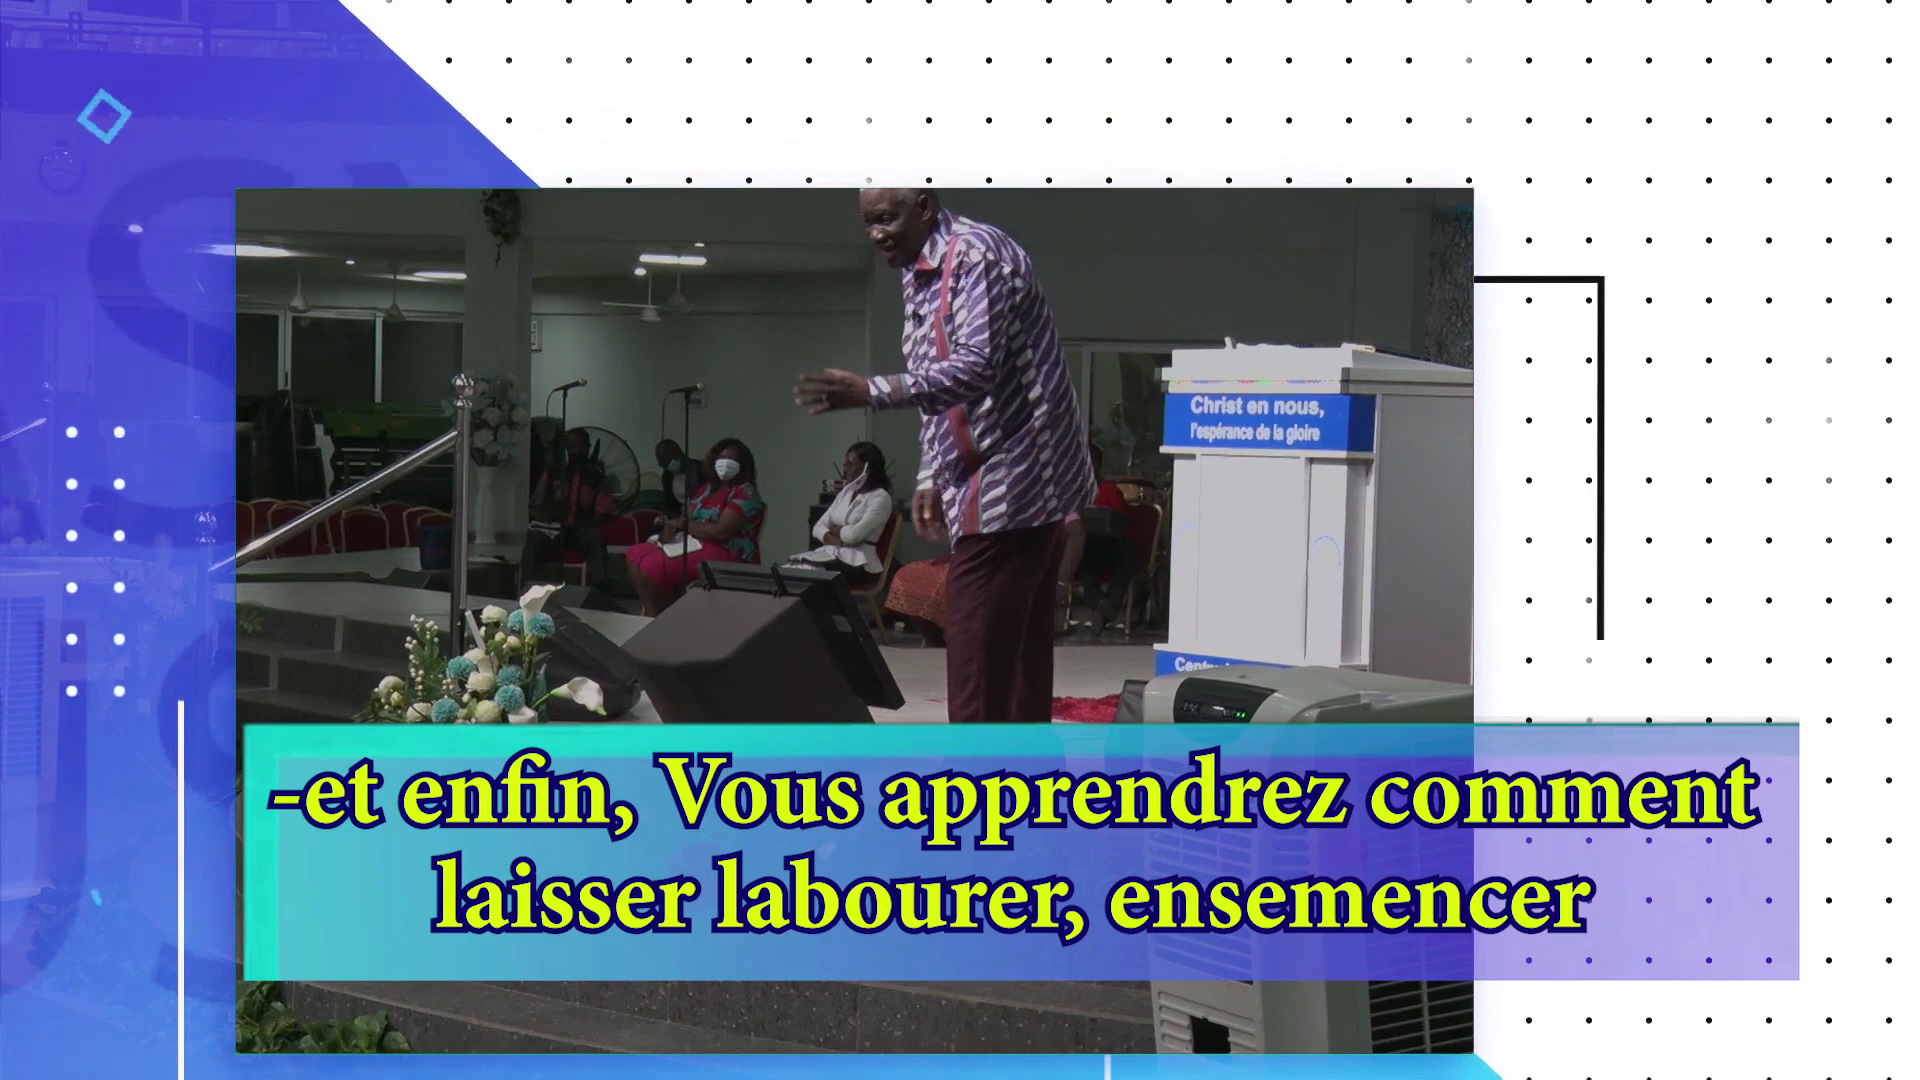 Christ en nous,
l'espérance de la gloire
-et enfin, Vous apprendrez comment
laisser labourer, ensemencer